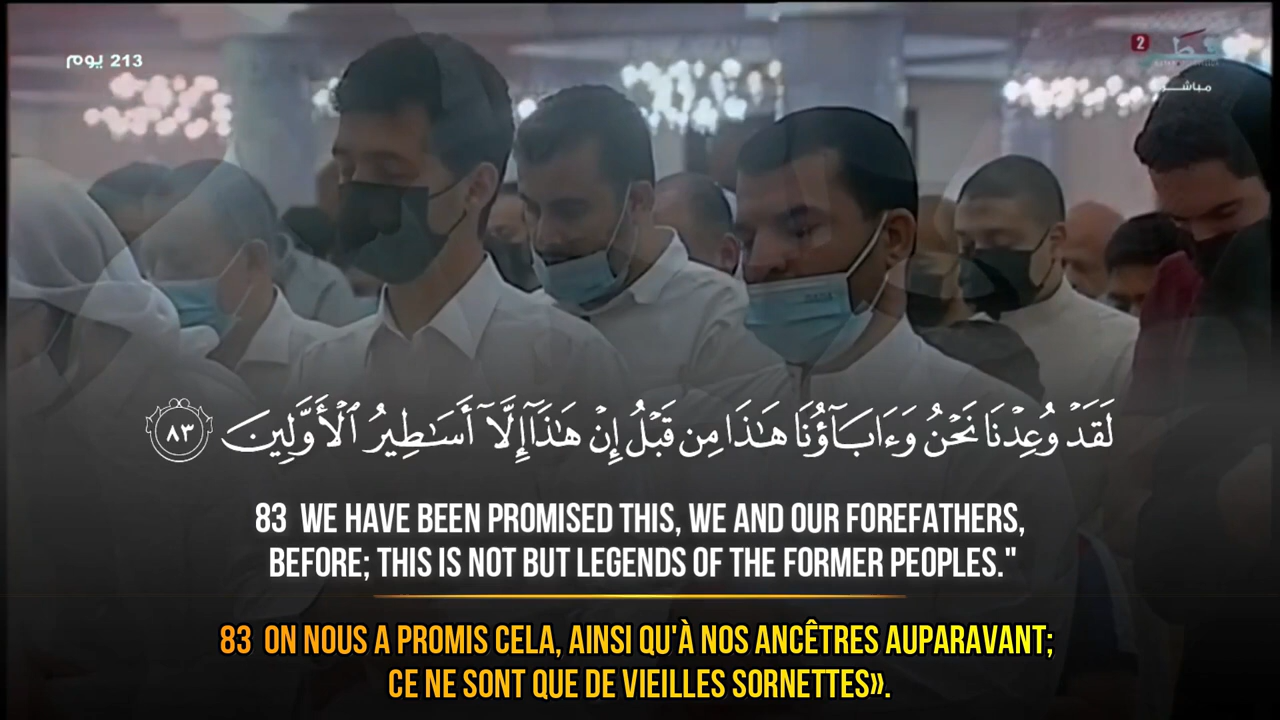 213 يوم
2
قطر
مباشر
لَقَدْ وُعِدْنَا نَحْنُ وَءَابَآؤُنَا هَٰذَا مِن قَبْلُ إِنْ هَٰذَآ إِلَّآ أَسَٰطِيرُ ٱلْأَوَّلِينَ ٨٣
83 WE HAVE BEEN PROMISED THIS, WE AND OUR FOREFATHERS,
BEFORE; THIS IS NOT BUT LEGENDS OF THE FORMER PEOPLES."
83 ON NOUS A PROMIS CELA, AINSI QU'À NOS ANCÊTRES AUPARAVANT;
CE NE SONT QUE DE VIEILLES SORNETTES».